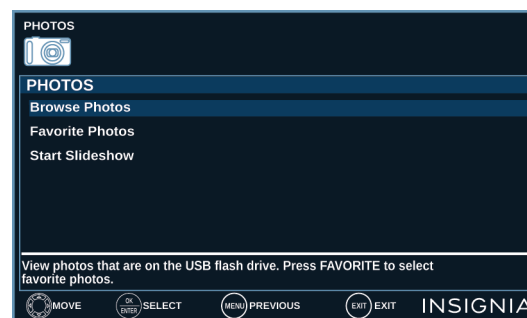 PHOTOS
PHOTOS
Browse Photos
Favorite Photos
Start Slideshow
View photos that are on the USB flash drive. Press FAVORITE to select
favorite photos.
MOVE OK ENTER SELECT MENU PREVIOUS EXIT EXIT INSIGNIA